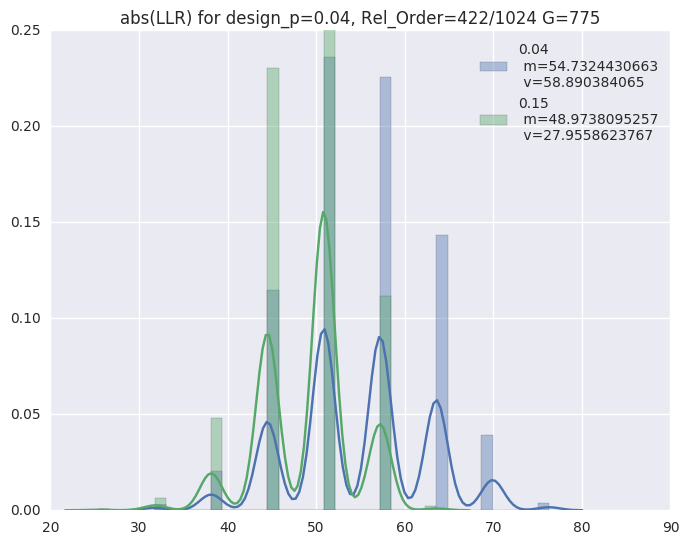 abs(LLR) for design_p=0.04, Rel_Order=422/1024 G=775
0.25
0.20
0.15
0.10
0.05
0.00
20 30 40 50 60 70 80 90
0.04
m=54.7324430663
v=58.890384065
0.15
m=48.9738095257
v=27.9558623767